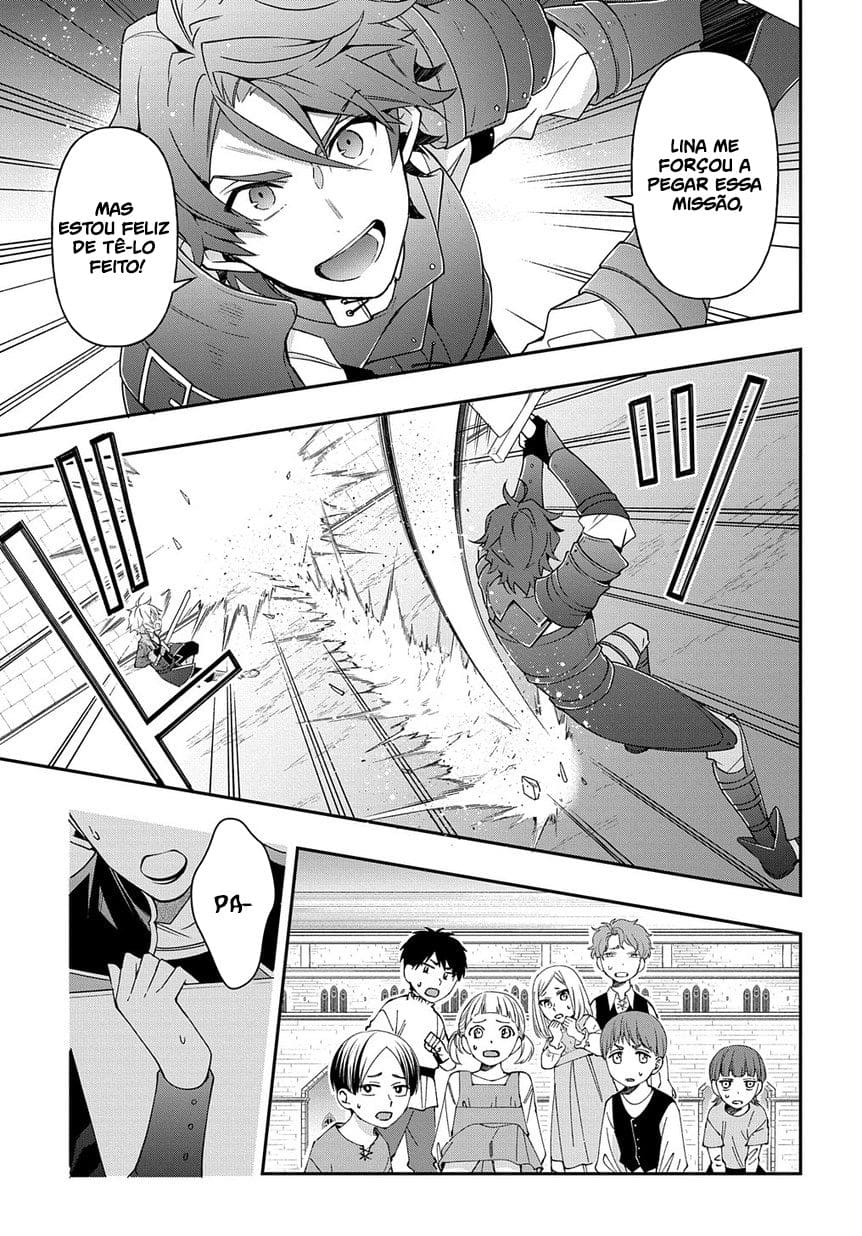 LINA ME
FORÇOU A
PEGAR ESSA
MISSÃO,
MAS
ESTOU FELIZ
DE TÊ-LO
FEITO!
PA-